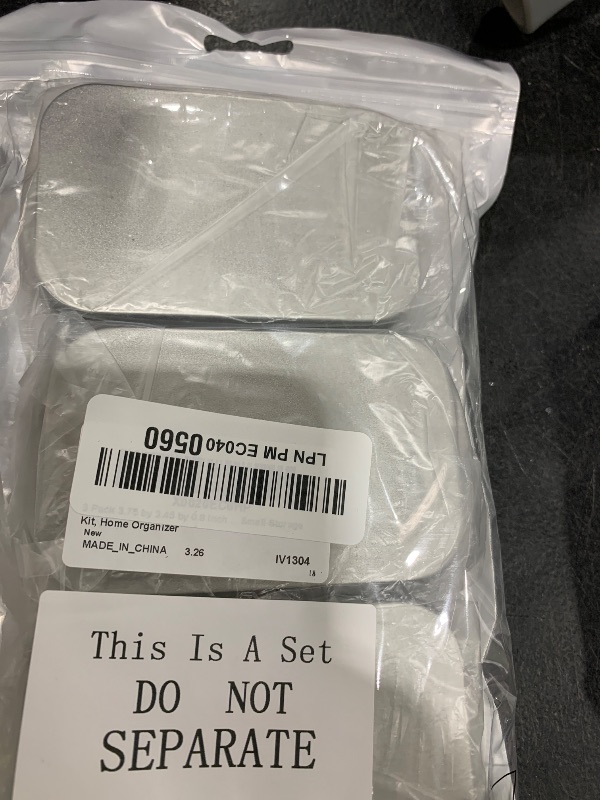 LPN PM EC0400560
Kit, Home Organizer
New
MADE_IN_CHINA 3.26 IV1304
This Is A Set
DO NOT
SEPARATE